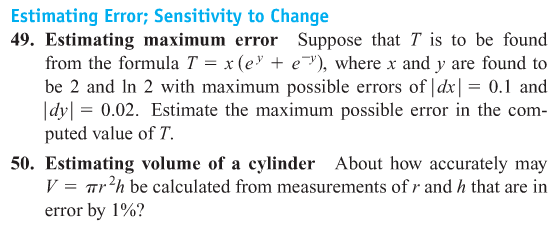 Estimating Error; Sensitivity to Change
49. Estimating maximum error Suppose that T is to be found
from the formula T = x (e^y + e^−y), where x and y are found to
be 2 and ln 2 with maximum possible errors of |dx| = 0.1 and
|dy| = 0.02. Estimate the maximum possible error in the com-
puted value of T.
50. Estimating volume of a cylinder About how accurately may
V = πr²h be calculated from measurements of r and h that are in
error by 1%?